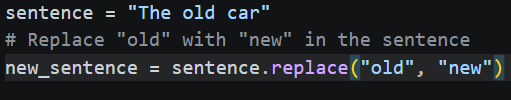 sentence = "The old car"
# Replace "old" with "new" in the sentence
new_sentence = sentence.replace("old", "new")